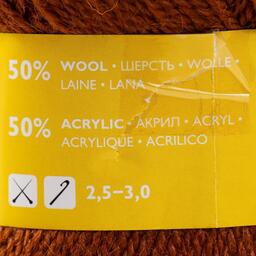 50% WOOL • ШЕРСТЬ • WOLLE •
LAINE • LANA
50% ACRYLIC • АКРИЛ • ACRYL •
ACRYLIQUE • ACRILICO
2,5–3,0